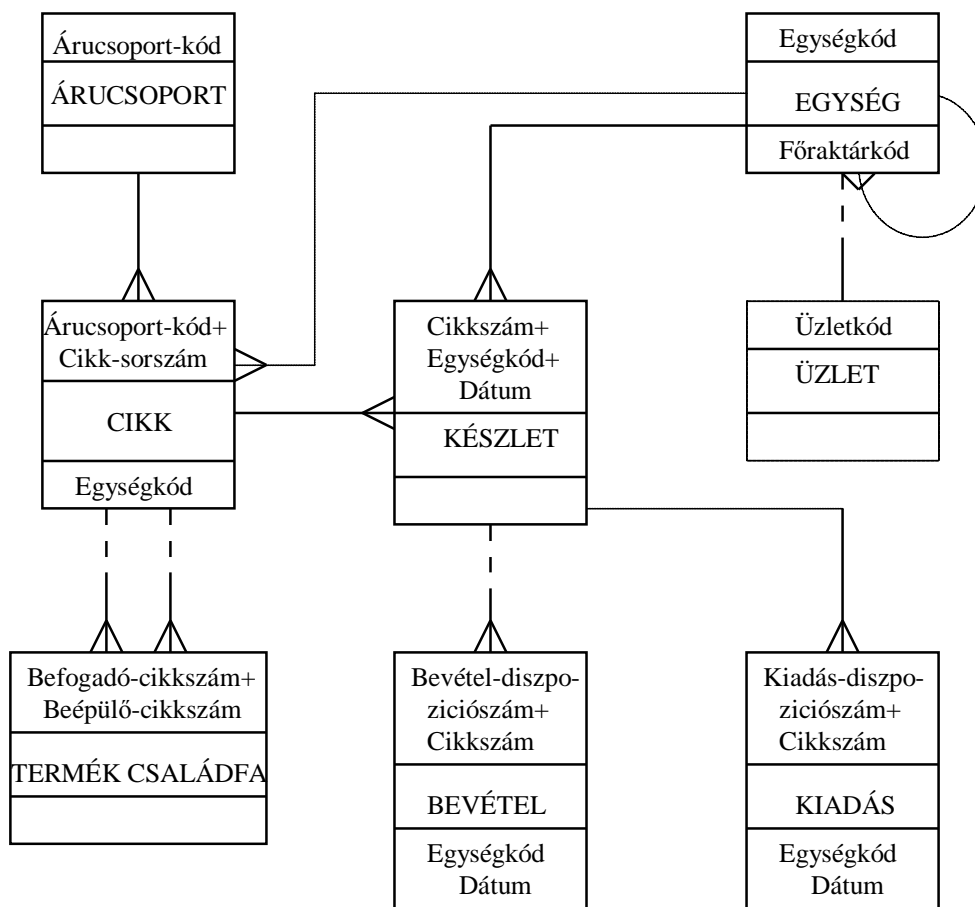 Árucsoport-kód
ÁRUCSOPORT
Egységkód
EGYSÉG
Főraktárkód
Árucsoport-kód+
Cikk-sorszám
CIKK
Egységkód
Cikkszám+
Egységkód+
Dátum
KÉSZLET
Üzletkód
ÜZLET
Befogadó-cikkszám+
Beépülő-cikkszám
TERMÉK CSALÁDFA
Bevétel-diszpo-
ziciószám+
Cikkszám
BEVÉTEL
Egységkód
Dátum
Kiadás-diszpo-
ziciószám+
Cikkszám
KIADÁS
Egységkód
Dátum